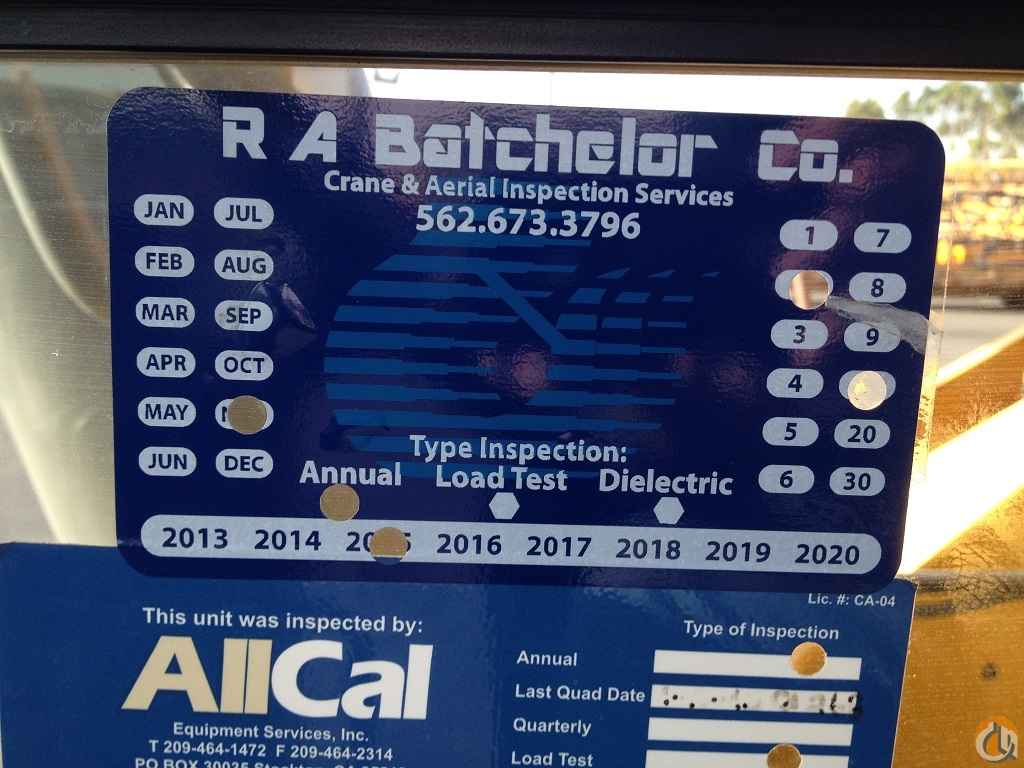 R A Batchelor Co.
Crane & Aerial Inspection Services
562.673.3796
JAN JUL
FEB AUG
MAR SEP
APR OCT
MAY
JUN DEC
1 7
8
3 9
4
5 20
6 30
Type Inspection:
Annual Load Test Dielectric
2013 2014 2016 2017 2018 2019 2020
Lic. #: CA-04
This unit was inspected by:
AllCal
Equipment Services, Inc.
T 209-464-1472 F 209-464-2314
Type of Inspection
Annual
Last Quad Date
Quarterly
Load Test